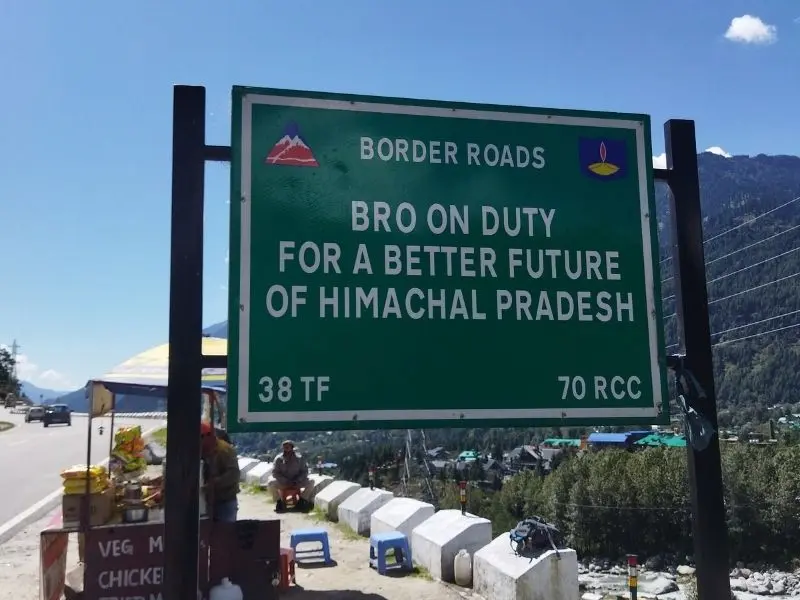 BORDER ROADS
BRO ON DUTY
FOR A BETTER FUTURE
OF HIMACHAL PRADESH
38 TF
70 RCC
VEG
CHICKEN